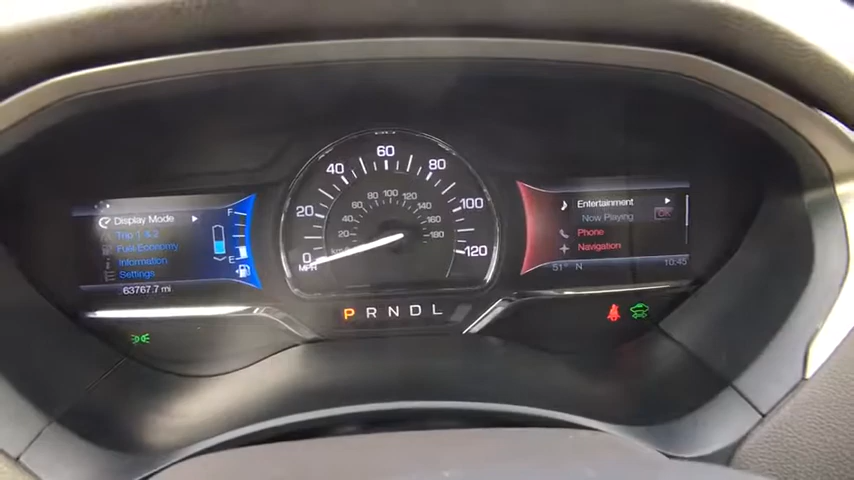 Display Mode
Trip 1 & 2
Fuel Economy
Information
Settings
63767.7 mi
F
E
0 20 40 60 80 100 120
MPH
20 40 60 80 100 120 140 160 180
km/h
P R N D L
Entertainment
Now Playing
OK
Phone
Navigation
51° N
10:45